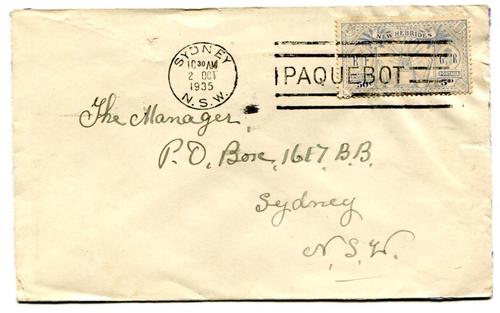 SYDNEY
10 30 AM
2 OCT
1935
N.S.W.
PAQUEBOT
NEW HEBRIDES
The Manager,
P.O. Box, 1617 B.B.
Sydney
N.S.W.